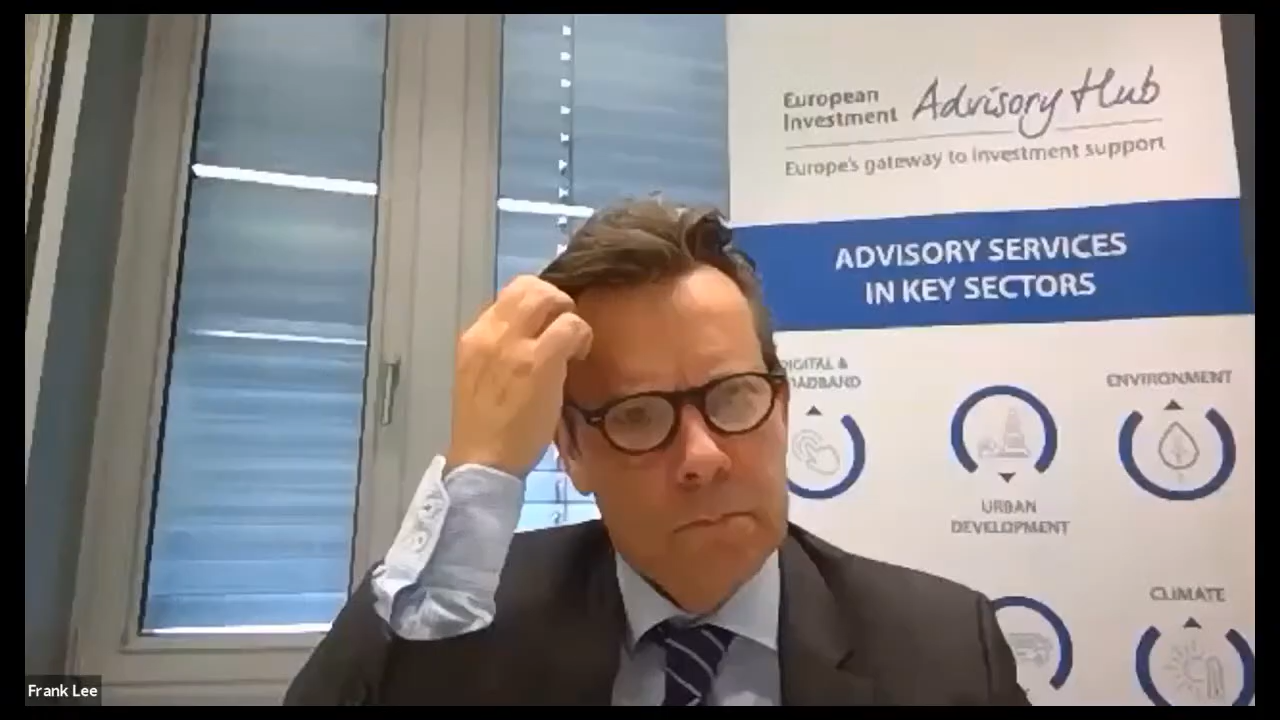 European
Investment Advisory Hub
Europe's gateway to investment support
ADVISORY SERVICES
IN KEY SECTORS
DIGITAL &
ENVIRONMENT
URBAN
DEVELOPMENT
CLIMATE
Frank Lee